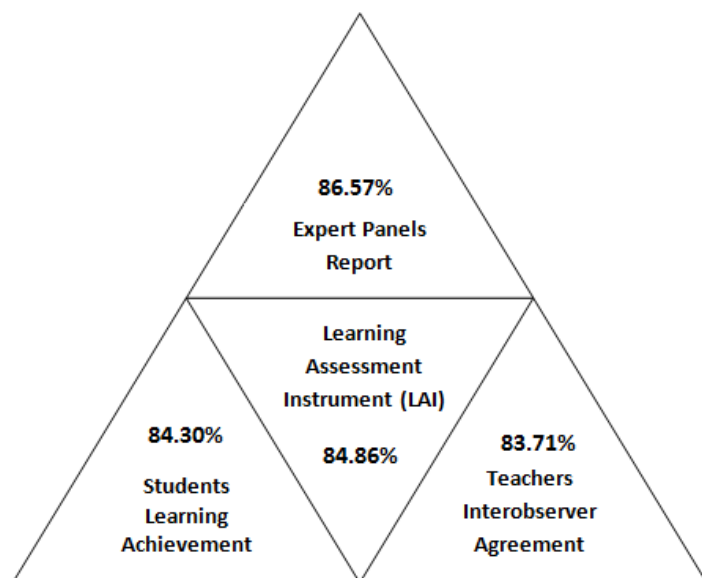 86.57%
Expert Panels
Report
Learning
Assessment
Instrument (LAI)
84.86%
84.30%
Students
Learning
Achievement
83.71%
Teachers
Interobserver
Agreement